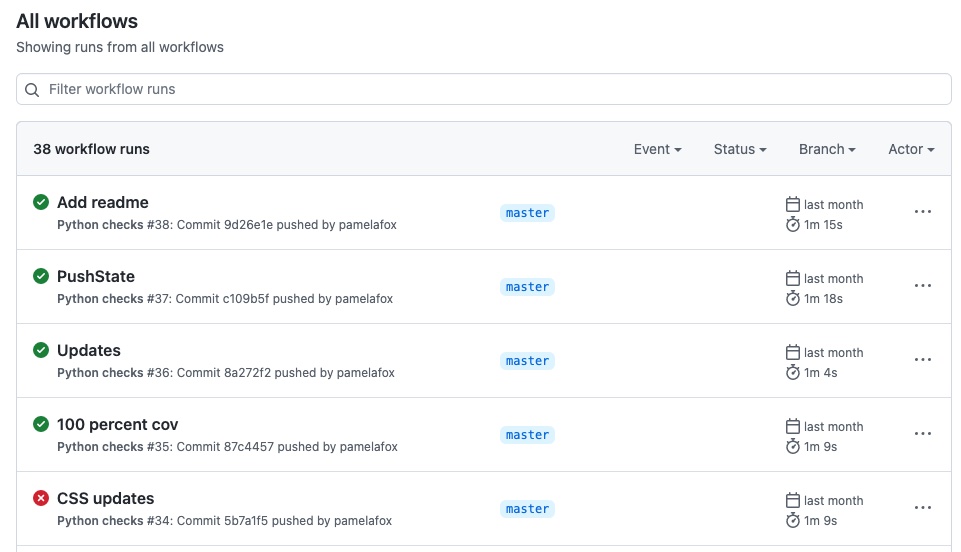 All workflows
Showing runs from all workflows
Filter workflow runs
38 workflow runs Event Status Branch Actor
Add readme
Python checks #38: Commit 9d26e1e pushed by pamelafox
master
last month
1m 15s
PushState
Python checks #37: Commit c109b5f pushed by pamelafox
master
last month
1m 18s
Updates
Python checks #36: Commit 8a272f2 pushed by pamelafox
master
last month
1m 4s
100 percent cov
Python checks #35: Commit 87c4457 pushed by pamelafox
master
last month
1m 9s
CSS updates
Python checks #34: Commit 5b7a1f5 pushed by pamelafox
master
last month
1m 9s